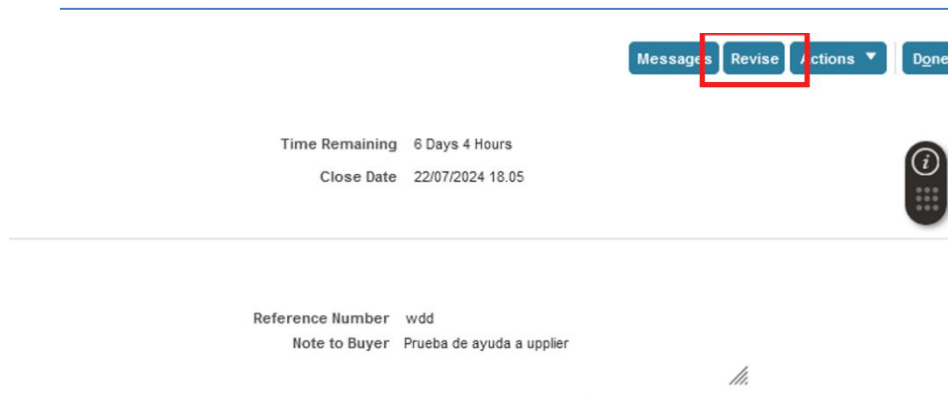 Messages Revise Actions Done
Time Remaining 6 Days 4 Hours
Close Date 22/07/2024 18.05
Reference Number wdd
Note to Buyer Prueba de ayuda a upplier